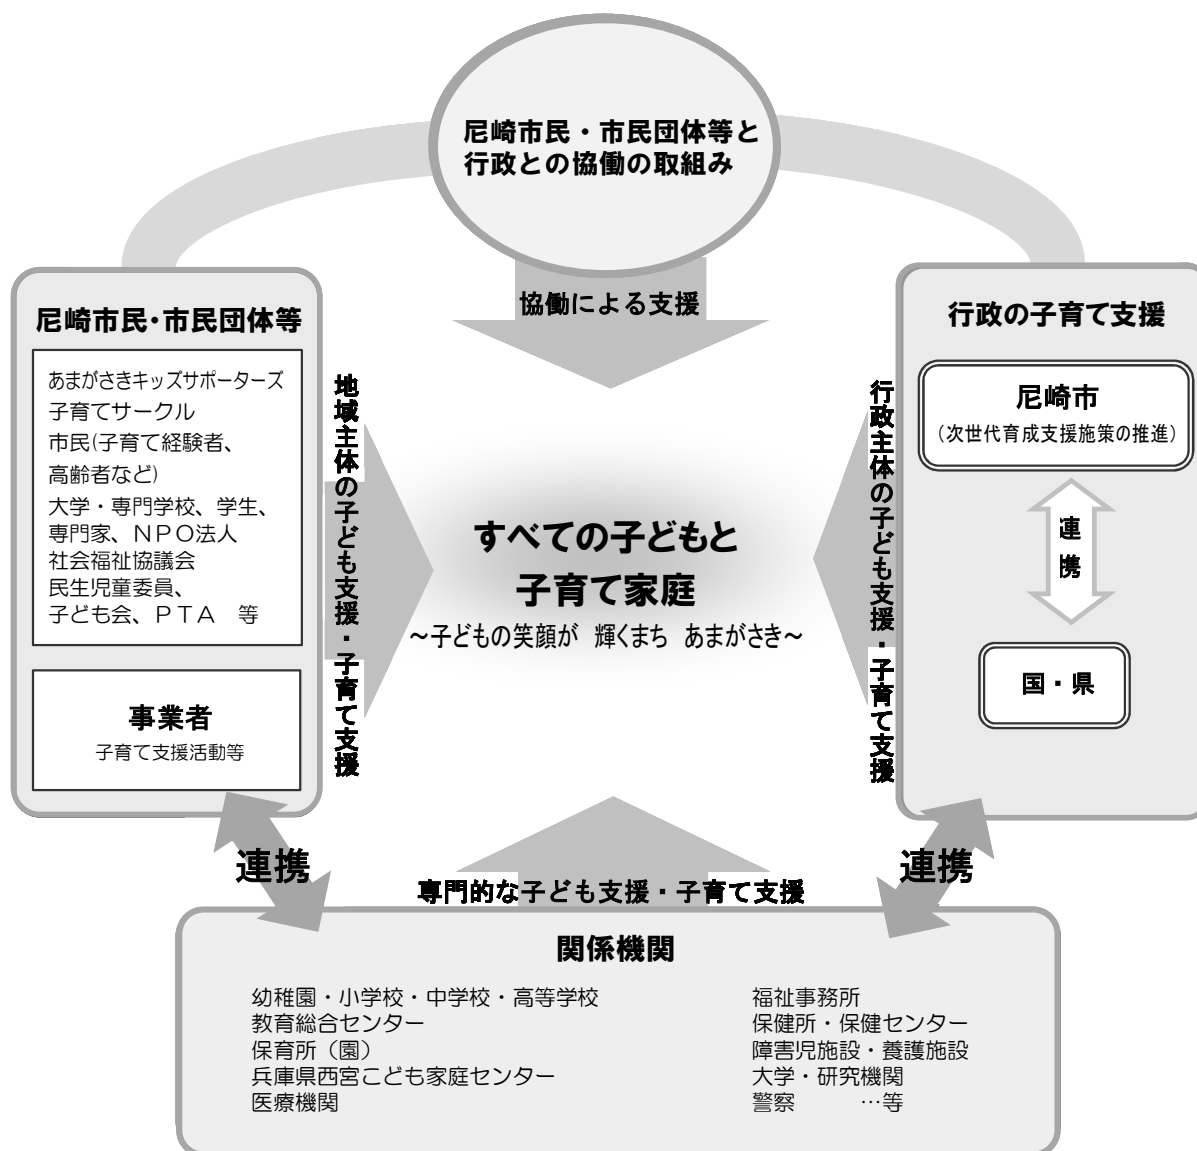 尼崎市民・市民団体等と
行政との協働の取組み
協働による支援
尼崎市民・市民団体等
あまがさきキッズサポーターズ
子育てサークル
市民(子育て経験者、
高齢者など)
大学・専門学校、学生、
専門家、ＮＰＯ法人
社会福祉協議会
民生児童委員、
子ども会、ＰＴＡ　等
事業者
子育て支援活動等
地域主体の子ども支援・子育て支援
すべての子どもと
子育て家庭
～子どもの笑顔が　輝くまち　あまがさき～
行政主体の子ども支援・子育て支援
行政の子育て支援
尼崎市
（次世代育成支援施策の推進）
連携
国・県
連携
連携
専門的な子ども支援・子育て支援
関係機関
幼稚園・小学校・中学校・高等学校
教育総合センター
保育所（園）
兵庫県西宮こども家庭センター
医療機関
福祉事務所
保健所・保健センター
障害児施設・養護施設
大学・研究機関
警察　　　…等